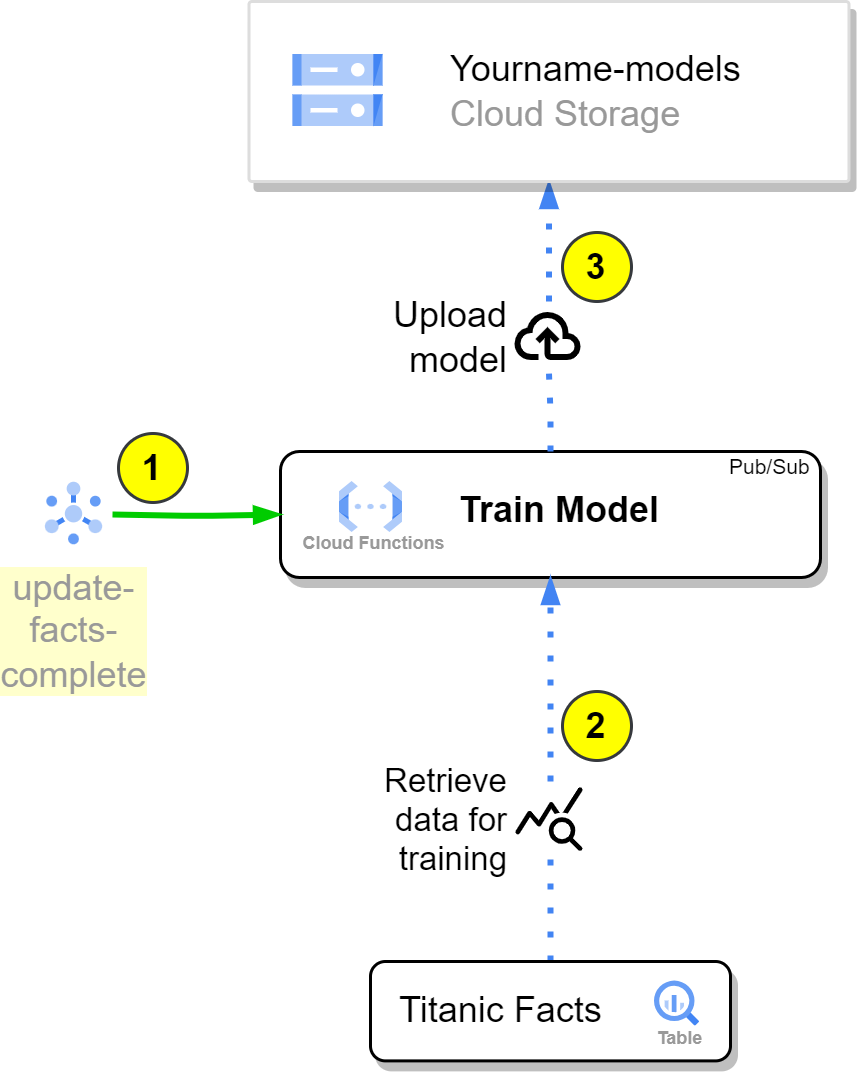 Yourname-models
Cloud Storage
3
Upload
model
1
Pub/Sub
Train Model
Cloud Functions
update-
facts-
complete
2
Retrieve
data for
training
Titanic Facts
Table